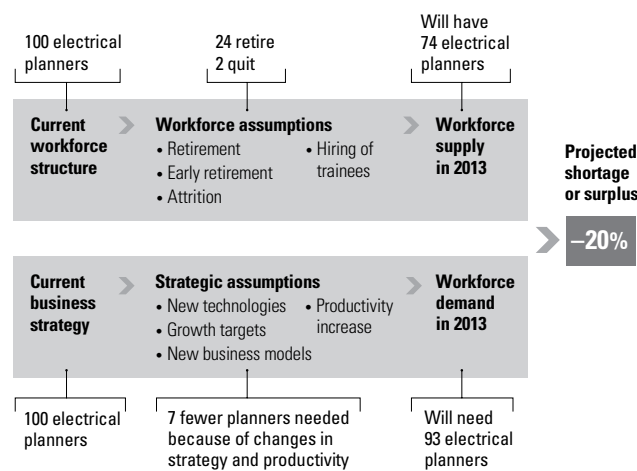 100 electrical
planners
24 retire
2 quit
Will have
74 electrical
planners
Current
workforce
structure
Workforce assumptions
• Retirement
• Early retirement
• Attrition
• Hiring of
trainees
Workforce
supply
in 2013
Projected
shortage
or surplus
–20%
Current
business
strategy
Strategic assumptions
• New technologies
• Growth targets
• New business models
• Productivity
increase
Workforce
demand
in 2013
100 electrical
planners
7 fewer planners needed
because of changes in
strategy and productivity
Will need
93 electrical
planners